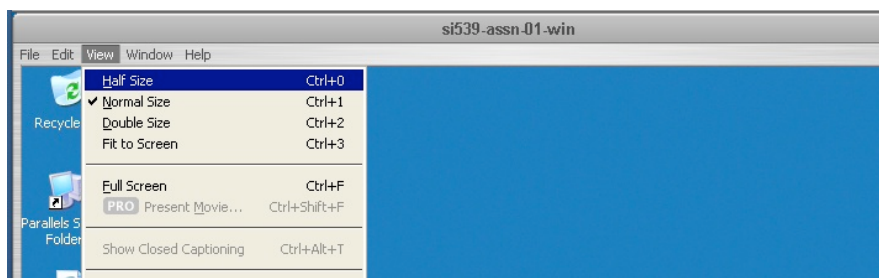 si539-assn-01-win
File Edit View Window Help
Half Size Ctrl+0
Normal Size Ctrl+1
Double Size Ctrl+2
Fit to Screen Ctrl+3
Full Screen Ctrl+F
PRO Present Movie... Ctrl+Shift+F
Show Closed Captioning Ctrl+Alt+T
Recycle
Parallels S
Folder